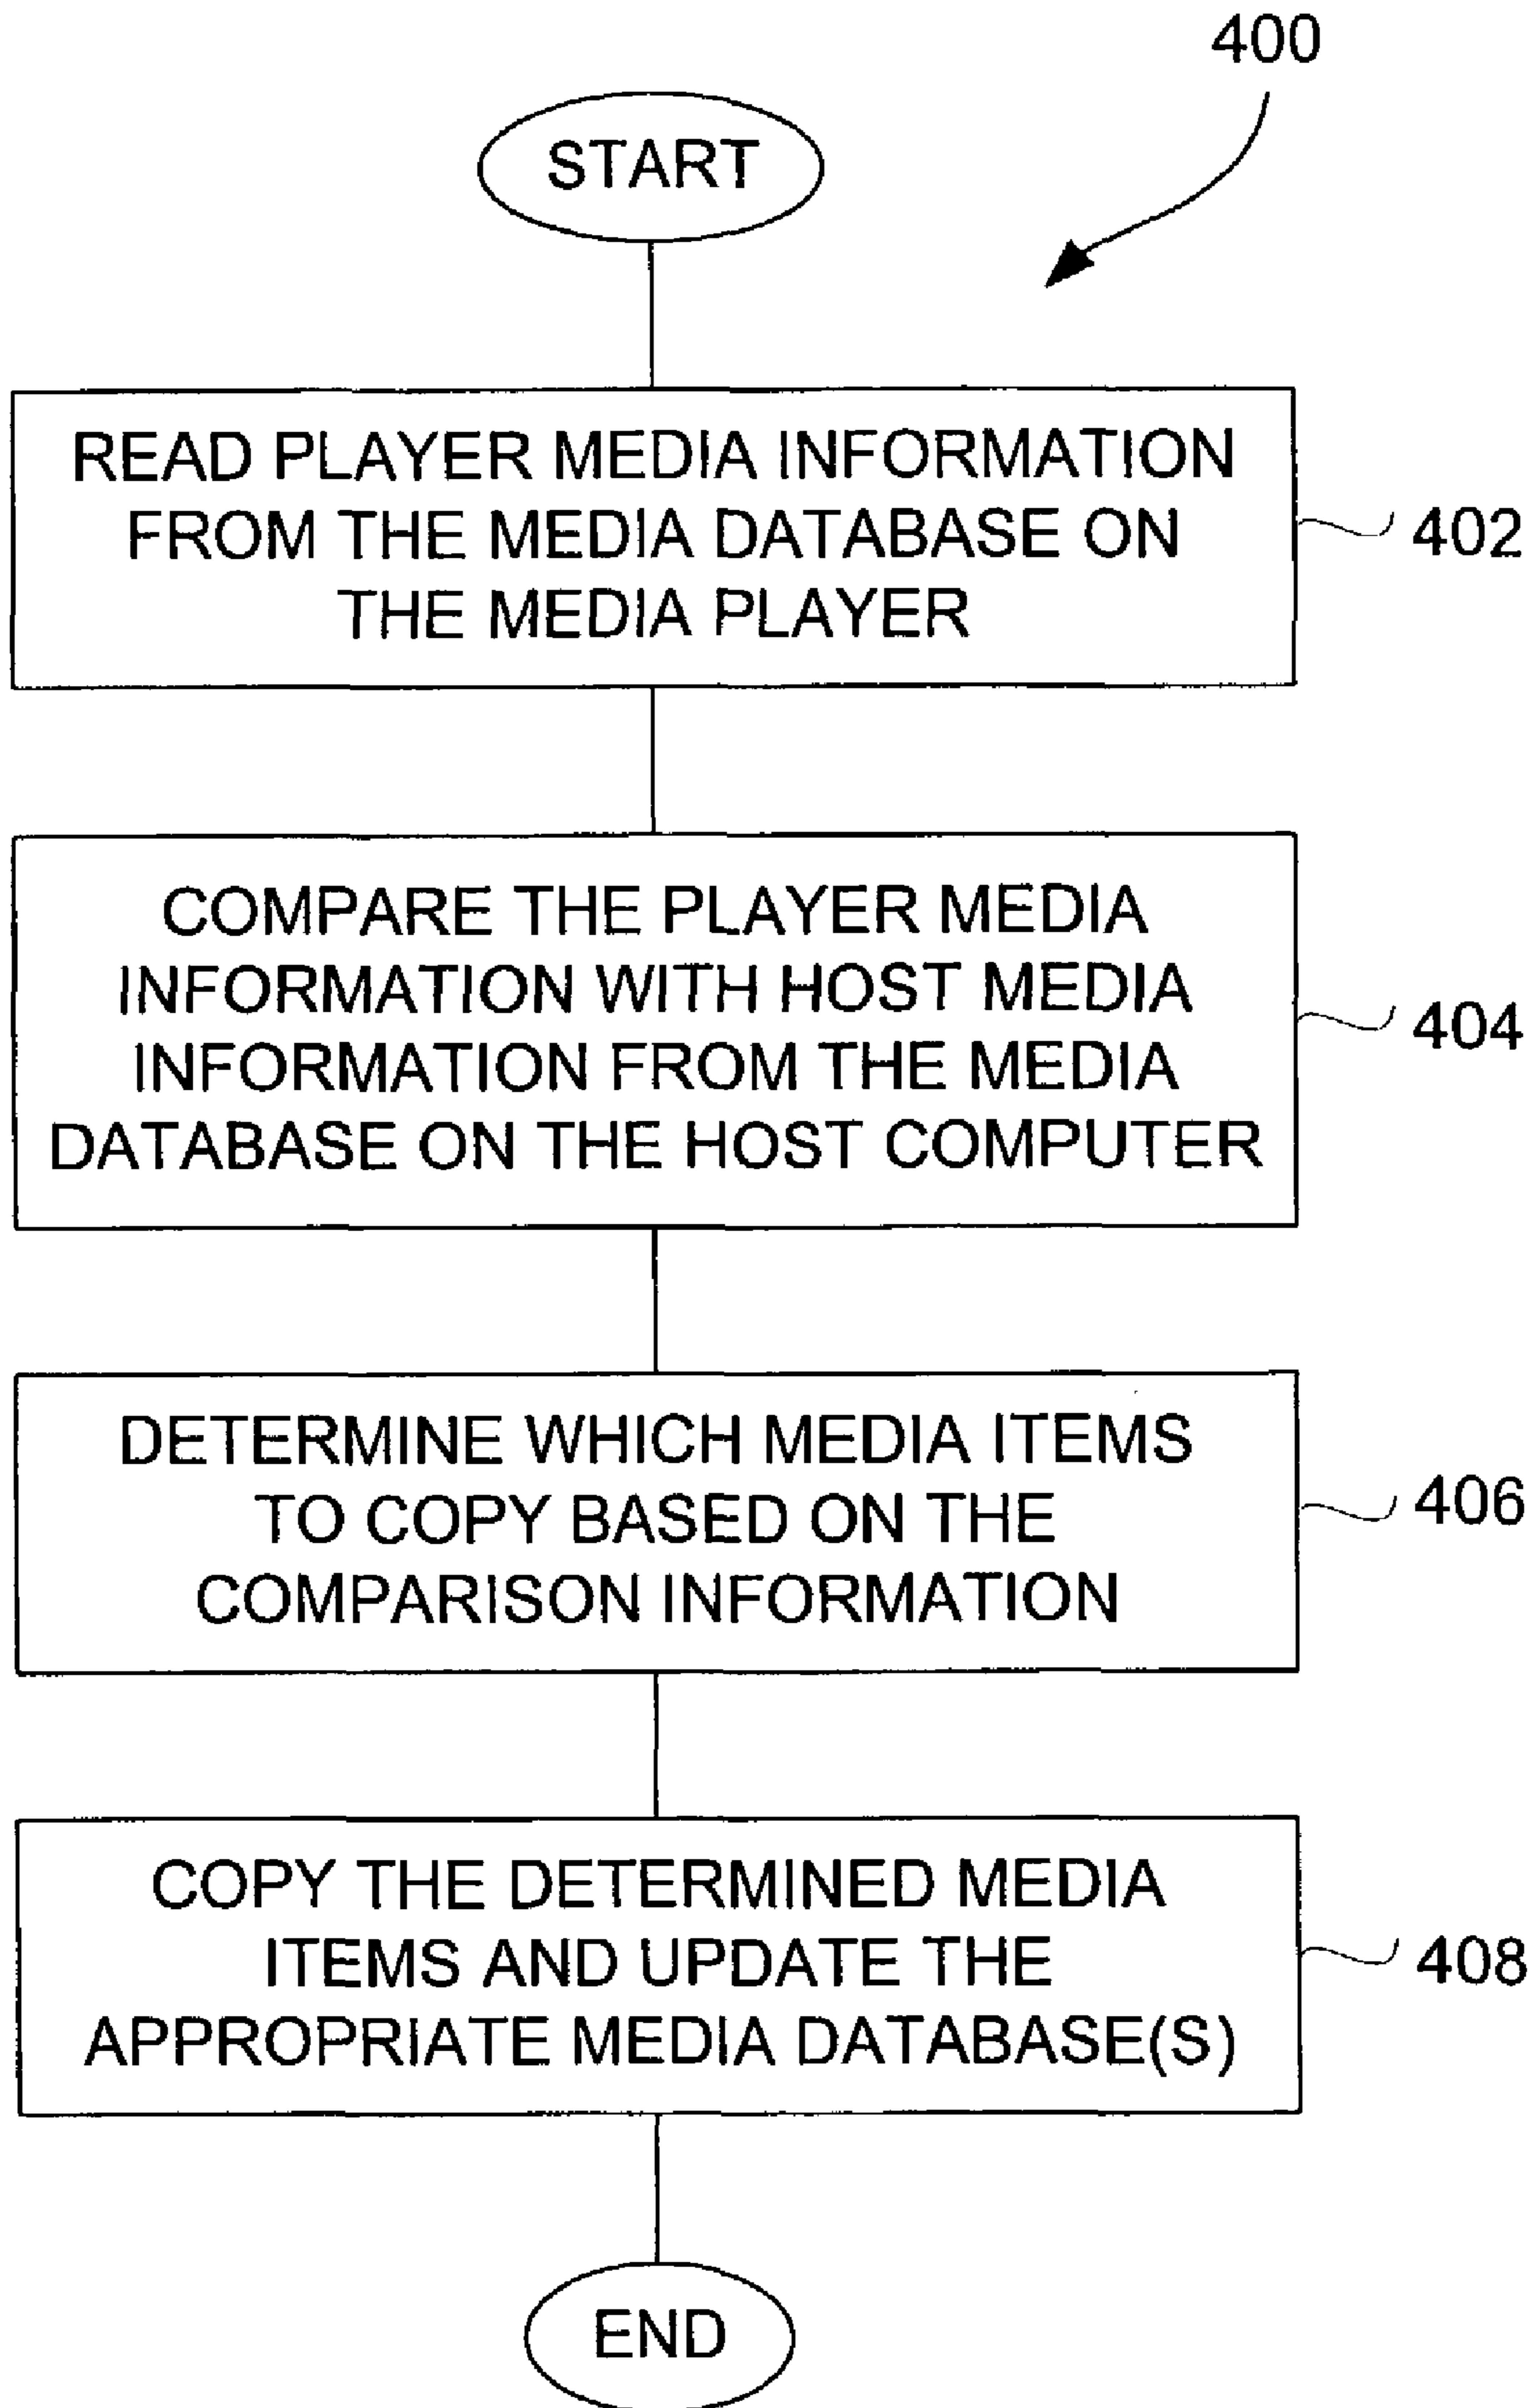 400
START
READ PLAYER MEDIA INFORMATION
FROM THE MEDIA DATABASE ON
THE MEDIA PLAYER
402
COMPARE THE PLAYER MEDIA
INFORMATION WITH HOST MEDIA
INFORMATION FROM THE MEDIA
DATABASE ON THE HOST COMPUTER
404
DETERMINE WHICH MEDIA ITEMS
TO COPY BASED ON THE
COMPARISON INFORMATION
406
COPY THE DETERMINED MEDIA
ITEMS AND UPDATE THE
APPROPRIATE MEDIA DATABASE(S)
408
END